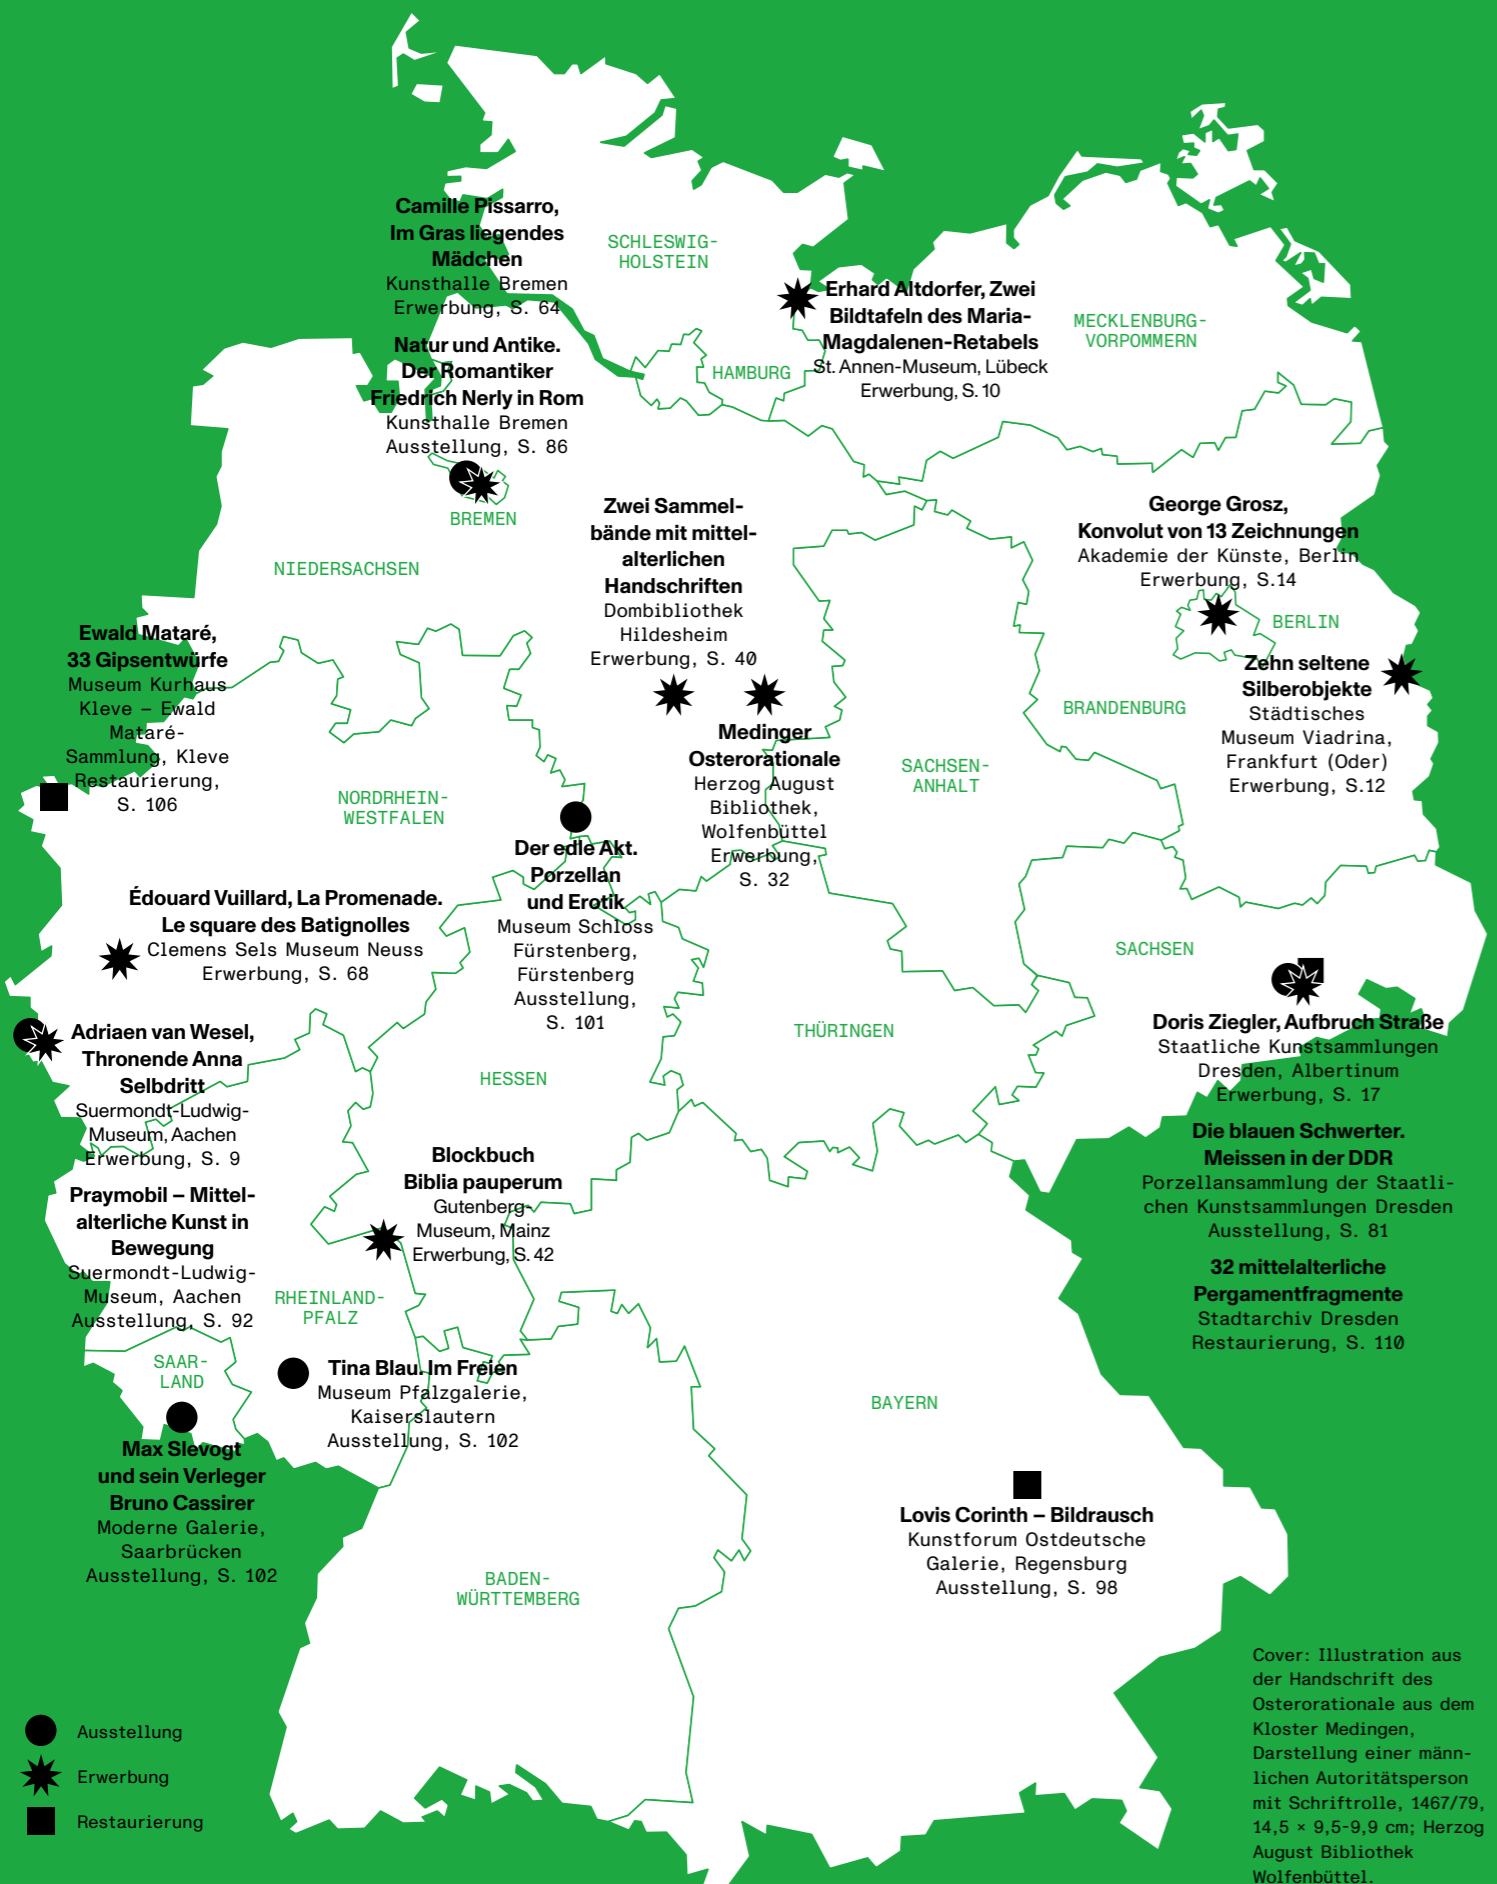 Camille Pissarro,
Im Gras liegendes
Mädchen
Kunsthalle Bremen
Erwerbung, S. 64
Natur und Antike.
Der Romantiker
Friedrich Nerly in Rom
Kunsthalle Bremen
Ausstellung, S. 86
BREMEN
SCHLESWIG-
HOLSTEIN
HAMBURG
Erhard Altdorfer, Zwei
Bildtafeln des Maria-
Magdalenen-Retabels
St. Annen-Museum, Lübeck
Erwerbung, S. 10
MECKLENBURG-
VORPOMMERN
NIEDERSACHSEN
Zwei Sammel-
bände mit mittel-
alterlichen
Handschriften
Dombibliothek
Hildesheim
Erwerbung, S. 40
George Grosz,
Konvolut von 13 Zeichnungen
Akademie der Künste, Berlin
Erwerbung, S.14
BERLIN
Zehn seltene
Silberobjekte
Städtisches
Museum Viadrina,
Frankfurt (Oder)
Erwerbung, S.12
BRANDENBURG
Ewald Mataré,
33 Gipsentwürfe
Museum Kurhaus
Kleve – Ewald
Mataré-
Sammlung, Kleve
Restaurierung,
S. 106
Medinger
Osterorationale
Herzog August
Bibliothek,
Wolfenbüttel
Erwerbung,
S. 32
SACHSEN-
ANHALT
NORDRHEIN-
WESTFALEN
Der edle Akt.
Porzellan
und Erotik
Museum Schloss
Fürstenberg,
Fürstenberg
Ausstellung,
S. 101
Édouard Vuillard, La Promenade.
Le square des Batignolles
Clemens Sels Museum Neuss
Erwerbung, S. 68
SACHSEN
Doris Ziegler, Aufbruch Straße
Staatliche Kunstsammlungen
Dresden, Albertinum
Erwerbung, S. 17
Die blauen Schwerter.
Meissen in der DDR
Porzellansammlung der Staatli-
chen Kunstsammlungen Dresden
Ausstellung, S. 81
32 mittelalterliche
Pergamentfragmente
Stadtarchiv Dresden
Restaurierung, S. 110
THÜRINGEN
HESSEN
Adriaen van Wesel,
Thronende Anna
Selbdritt
Suermondt-Ludwig-
Museum, Aachen
Erwerbung, S. 9
Praymobil – Mittel-
alterliche Kunst in
Bewegung
Suermondt-Ludwig-
Museum, Aachen
Ausstellung, S. 92
Blockbuch
Biblia pauperum
Gutenberg-
Museum, Mainz
Erwerbung, S. 42
RHEINLAND-
PFALZ
SAAR-
LAND
Tina Blau. Im Freien
Museum Pfalzgalerie,
Kaiserslautern
Ausstellung, S. 102
Max Slevogt
und sein Verleger
Bruno Cassirer
Moderne Galerie,
Saarbrücken
Ausstellung, S. 102
BAYERN
Lovis Corinth – Bildrausch
Kunstforum Ostdeutsche
Galerie, Regensburg
Ausstellung, S. 98
BADEN-
WÜRTTEMBERG
Ausstellung
Erwerbung
Restaurierung
Cover: Illustration aus
der Handschrift des
Osterorationale aus dem
Kloster Medingen,
Darstellung einer männ-
lichen Autoritätsperson
mit Schriftrolle, 1467/79,
14,5 × 9,5-9,9 cm; Herzog
August Bibliothek
Wolfenbüttel.